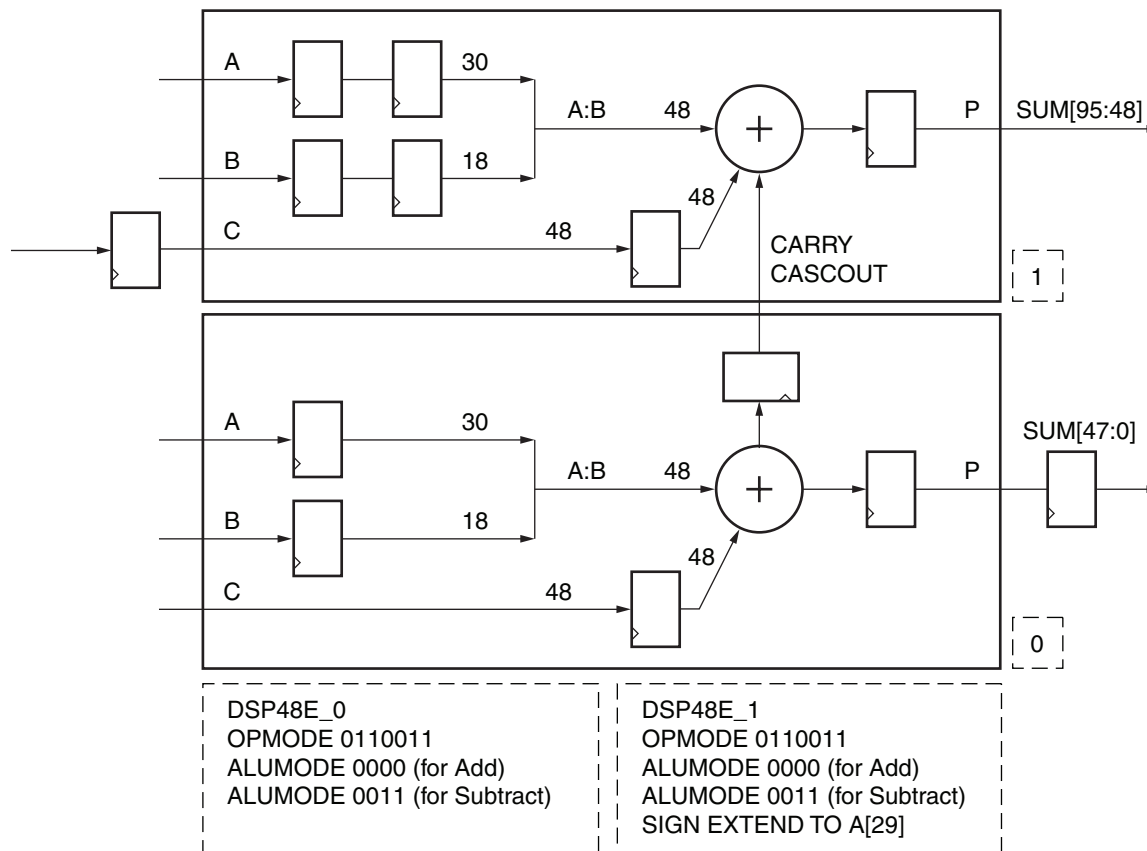 A
30
A:B
48
P
SUM[95:48]
B
18
48
C
48
CARRY
CASCOUT
1
A
30
SUM[47:0]
A:B
48
P
B
18
48
C
48
0
DSP48E_0
OPMODE 0110011
ALUMODE 0000 (for Add)
ALUMODE 0011 (for Subtract)
DSP48E_1
OPMODE 0110011
ALUMODE 0000 (for Add)
ALUMODE 0011 (for Subtract)
SIGN EXTEND TO A[29]